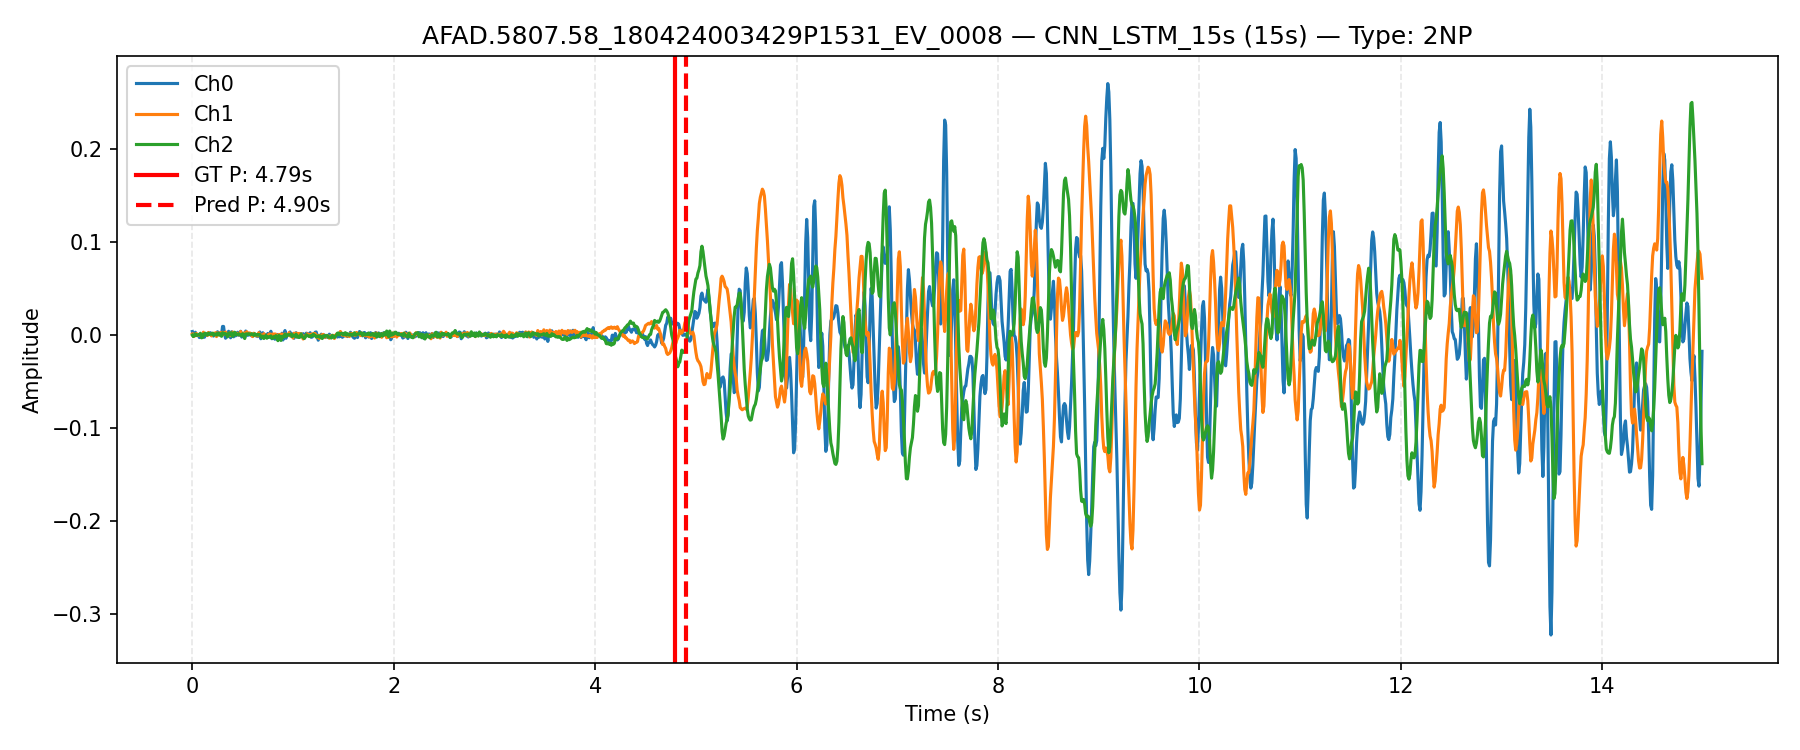 AFAD.5807.58_180424003429P1531_EV_0008 — CNN_LSTM_15s (15s) — Type: 2NP
Ch0
Ch1
Ch2
GT P: 4.79s
Pred P: 4.90s
Amplitude
0.2
0.1
0.0
−0.1
−0.2
−0.3
0 2 4 6 8 10 12 14
Time (s)